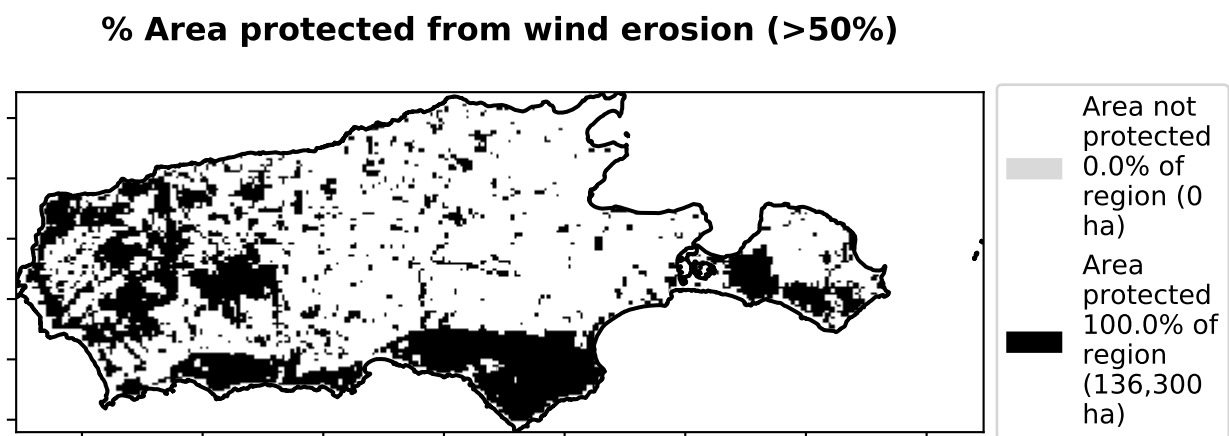 % Area protected from wind erosion (>50%)
Area not
protected
0.0% of
region (0
ha)
Area
protected
100.0% of
region
(136,300
ha)